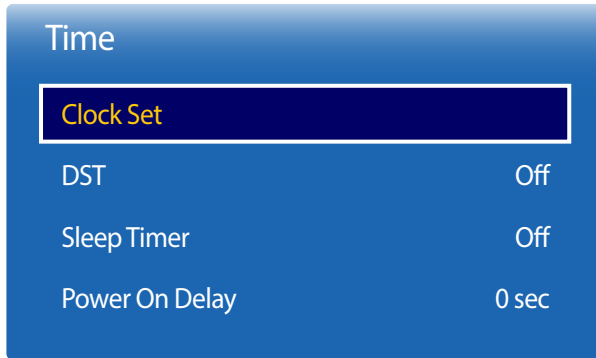 Time
Clock Set
DST Off
Sleep Timer Off
Power On Delay 0 sec